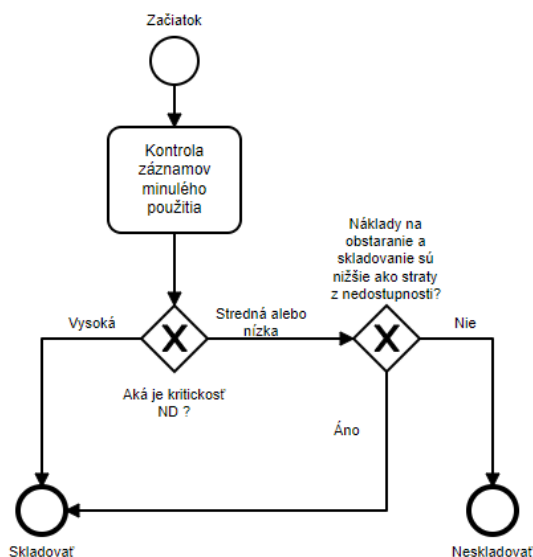 Začiatok
Kontrola
záznamov
minulého
použitia
Náklady na
obstaranie a
skladovanie sú
nižšie ako straty
z nedostupnosti?
Vysoká
Stredná alebo
nízka
Nie
X
X
Aká je kritickosť
ND ?
Áno
Skladovať
Neskladovať